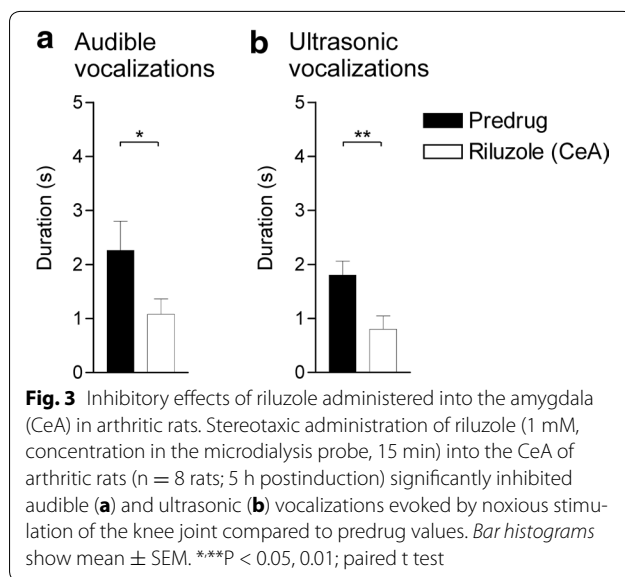 a Audible vocalizations
b Ultrasonic vocalizations
5
4
3
2
1
0
Duration (s)
*
5
4
3
2
1
0
Duration (s)
**
Predrug
Riluzole (CeA)
Fig. 3 Inhibitory effects of riluzole administered into the amygdala
(CeA) in arthritic rats. Stereotaxic administration of riluzole (1 mM,
concentration in the microdialysis probe, 15 min) into the CeA of
arthritic rats (n = 8 rats; 5 h postinduction) significantly inhibited
audible (a) and ultrasonic (b) vocalizations evoked by noxious stimu-
lation of the knee joint compared to predrug values. Bar histograms
show mean ± SEM. *,**P < 0.05, 0.01; paired t test